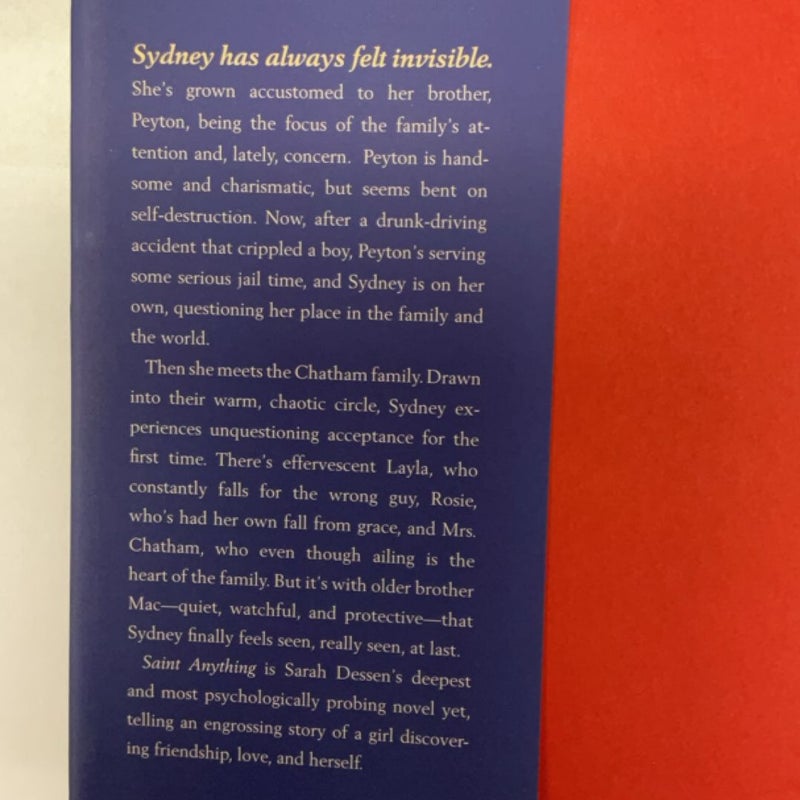 Sydney has always felt invisible.
She's grown accustomed to her brother,
Peyton, being the focus of the family's at-
tention and, lately, concern. Peyton is hand-
some and charismatic, but seems bent on
self-destruction. Now, after a drunk-driving
accident that crippled a boy, Peyton's serving
some serious jail time, and Sydney is on her
own, questioning her place in the family and
the world.
Then she meets the Chatham family. Drawn
into their warm, chaotic circle, Sydney ex-
periences unquestioning acceptance for the
first time. There's effervescent Layla, who
constantly falls for the wrong guy, Rosie,
who's had her own fall from grace, and Mrs.
Chatham, who even though ailing is the
heart of the family. But it's with older brother
Mac—quiet, watchful, and protective—that
Sydney finally feels seen, really seen, at last.
Saint Anything is Sarah Dessen's deepest
and most psychologically probing novel yet,
telling an engrossing story of a girl discover-
ing friendship, love, and herself.